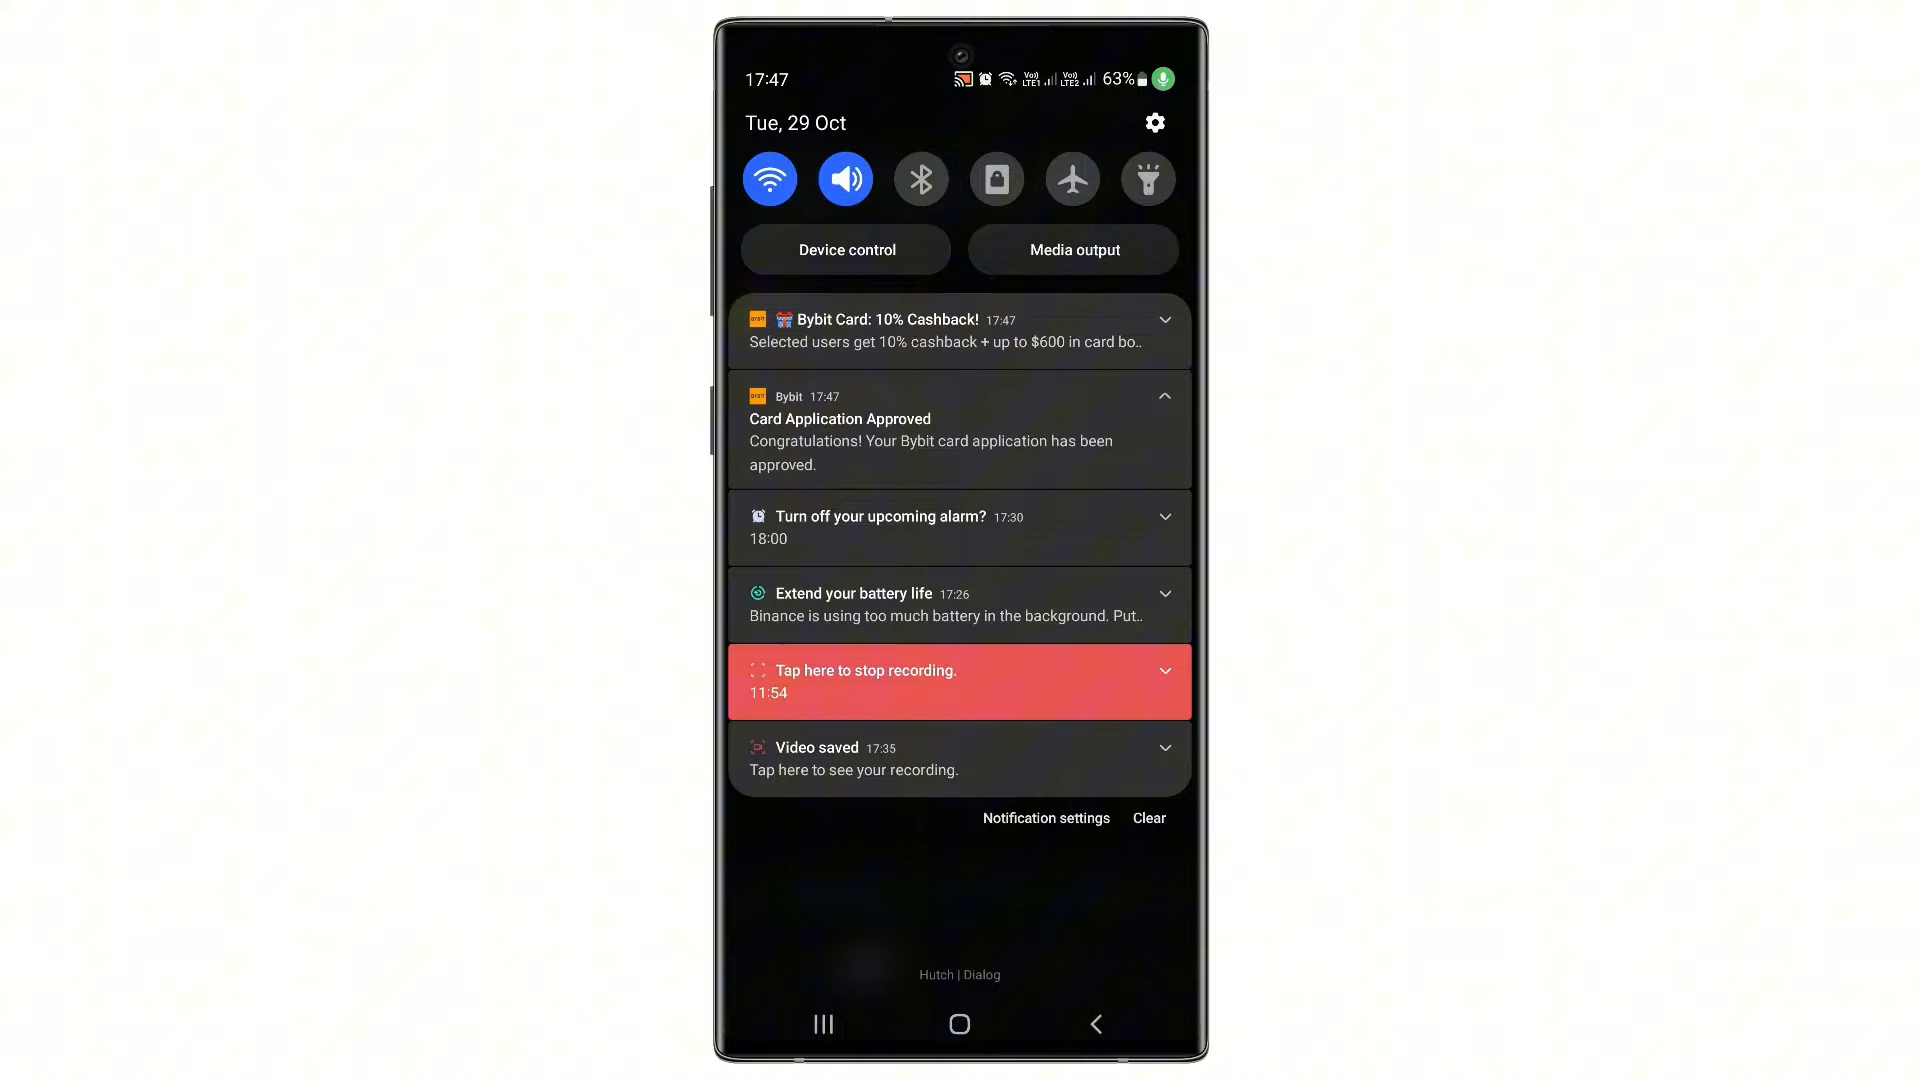 17:47
Vo)) LTE1 Vo)) LTE2 63%
Tue, 29 Oct
Device control
Media output
Bybit Card: 10% Cashback! 17:47
Selected users get 10% cashback + up to $600 in card bo..
Bybit 17:47
Card Application Approved
Congratulations! Your Bybit card application has been
approved.
Turn off your upcoming alarm? 17:30
18:00
Extend your battery life 17:26
Binance is using too much battery in the background. Put..
Tap here to stop recording.
11:54
Video saved 17:35
Tap here to see your recording.
Notification settings
Clear
Hutch | Dialog